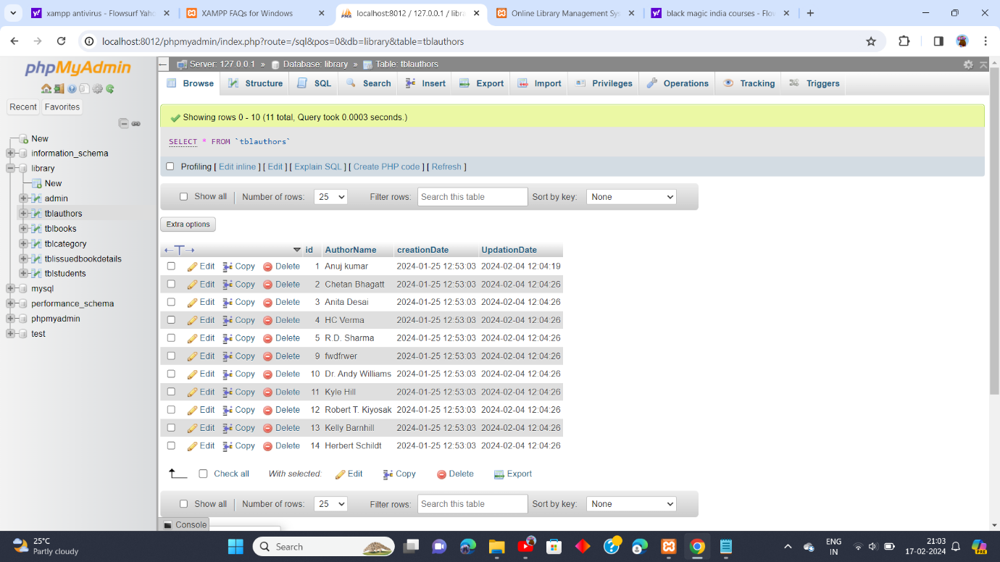 xampp antivirus - Flowsurf Yaho
XAMPP FAQs for Windows
localhost:8012 / 127.0.0.1 / libra
Online Library Management Sys
black magic india courses - Flow
localhost:8012/phpmyadmin/index.php?route=/sql&pos=0&db=library&table=tblauthors
phpMyAdmin
Recent Favorites
New
information_schema
library
New
admin
tblauthors
tblbooks
tblcategory
tblissuedbookdetails
tblstudents
mysql
performance_schema
phpmyadmin
test
Server: 127.0.0.1 » Database: library » Table: tblauthors
Browse Structure SQL Search Insert Export Import Privileges Operations Tracking Triggers
Showing rows 0 - 10 (11 total, Query took 0.0003 seconds.)
SELECT * FROM `tblauthors`
Profiling [ Edit inline ] [ Edit ] [ Explain SQL ] [ Create PHP code ] [ Refresh ]
Show all Number of rows: 25 Filter rows: Search this table Sort by key: None
Extra options
←T→ id AuthorName creationDate UpdationDate
Edit Copy Delete 1 Anuj kumar 2024-01-25 12:53:03 2024-02-04 12:04:19
Edit Copy Delete 2 Chetan Bhagatt 2024-01-25 12:53:03 2024-02-04 12:04:26
Edit Copy Delete 3 Anita Desai 2024-01-25 12:53:03 2024-02-04 12:04:26
Edit Copy Delete 4 HC Verma 2024-01-25 12:53:03 2024-02-04 12:04:26
Edit Copy Delete 5 R.D. Sharma 2024-01-25 12:53:03 2024-02-04 12:04:26
Edit Copy Delete 9 fwdfrwer 2024-01-25 12:53:03 2024-02-04 12:04:26
Edit Copy Delete 10 Dr. Andy Williams 2024-01-25 12:53:03 2024-02-04 12:04:26
Edit Copy Delete 11 Kyle Hill 2024-01-25 12:53:03 2024-02-04 12:04:26
Edit Copy Delete 12 Robert T. Kiyosak 2024-01-25 12:53:03 2024-02-04 12:04:26
Edit Copy Delete 13 Kelly Barnhill 2024-01-25 12:53:03 2024-02-04 12:04:26
Edit Copy Delete 14 Herbert Schildt 2024-01-25 12:53:03 2024-02-04 12:04:26
Check all With selected: Edit Copy Delete Export
Show all Number of rows: 25 Filter rows: Search this table Sort by key: None
Console
25°C
Partly cloudy
Search
ENG
IN
21:03
17-02-2024
PRE